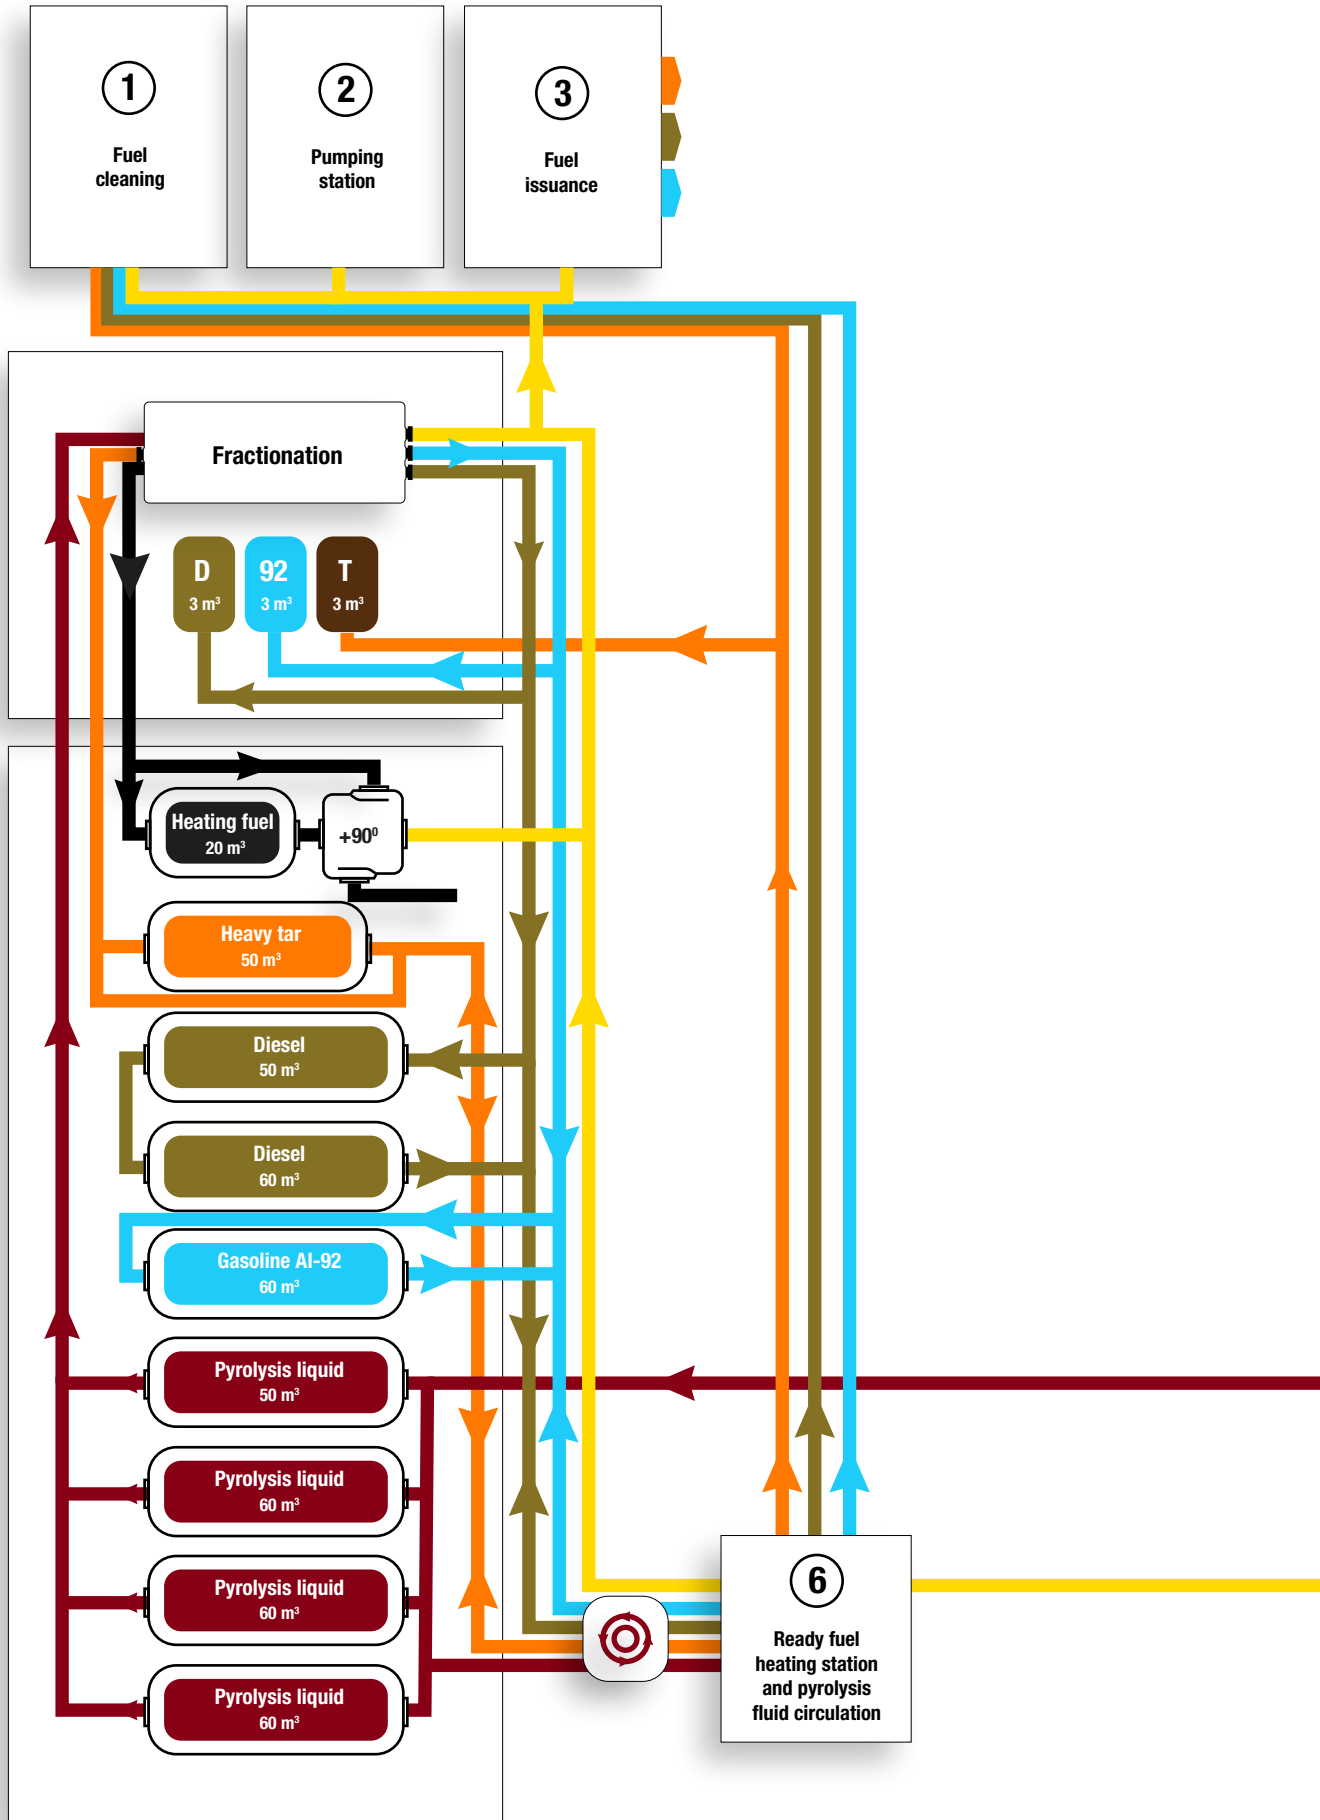 1
Fuel
cleaning
2
Pumping
station
3
Fuel
issuance
Fractionation
D
3 m³
92
3 m³
T
3 m³
Heating fuel
20 m³
+90⁰
Heavy tar
50 m³
Diesel
50 m³
Diesel
60 m³
Gasoline AI-92
60 m³
Pyrolysis liquid
50 m³
Pyrolysis liquid
60 m³
Pyrolysis liquid
60 m³
Pyrolysis liquid
60 m³
6
Ready fuel
heating station
and pyrolysis
fluid circulation